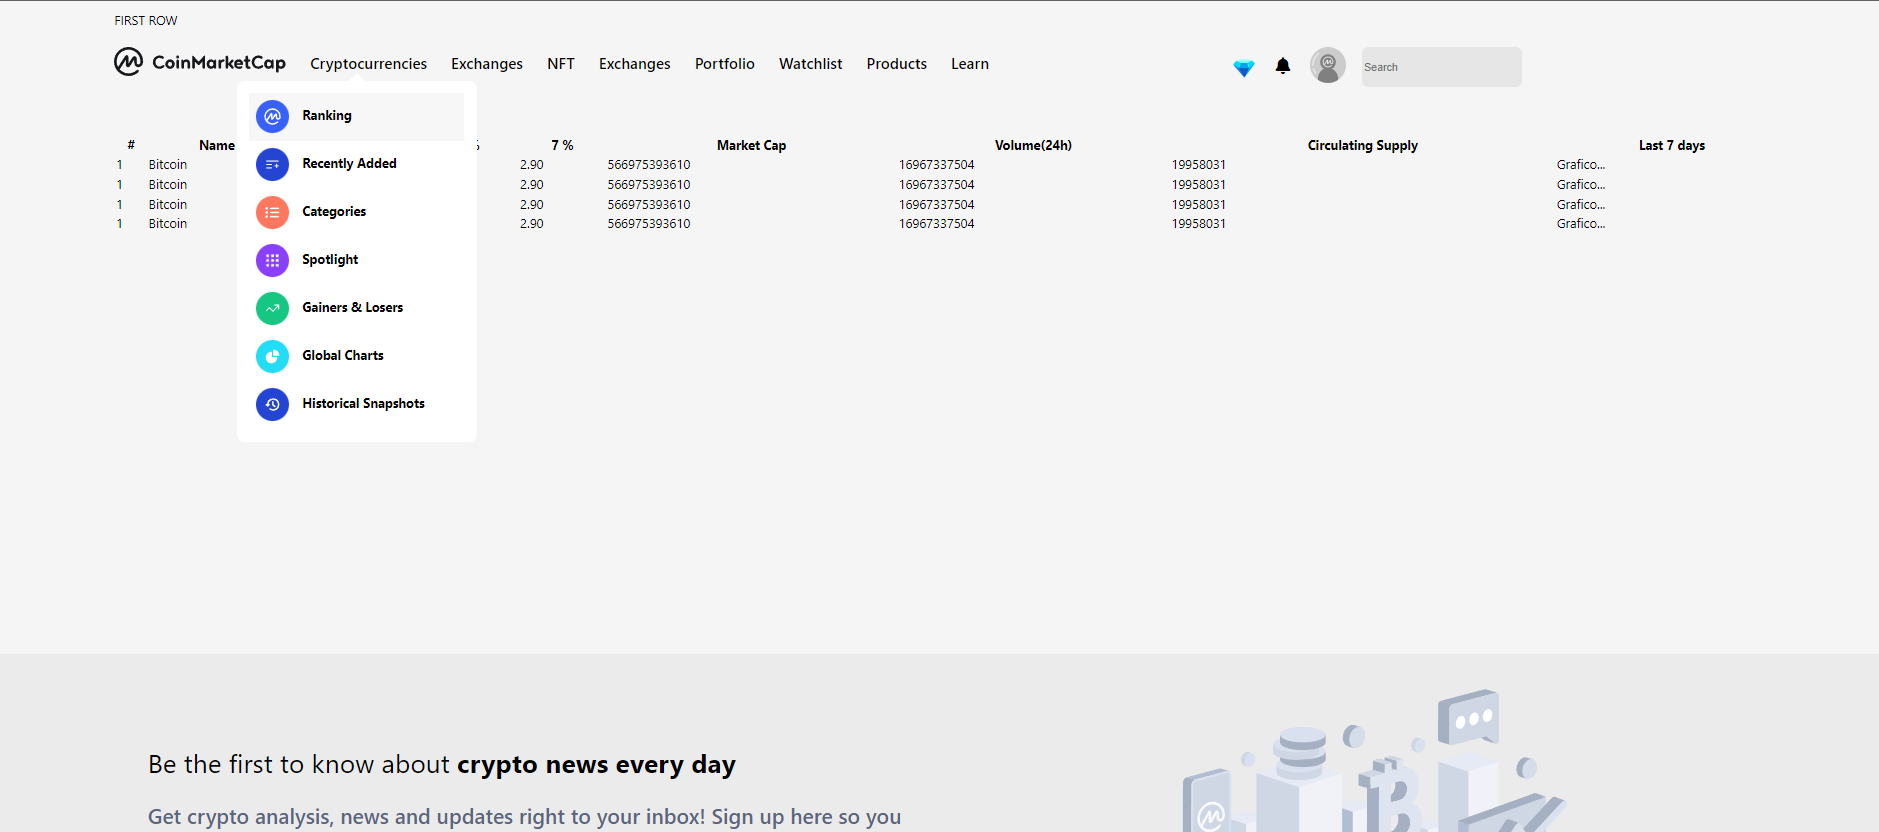 FIRST ROW
CoinMarketCap Cryptocurrencies Exchanges NFT Exchanges Portfolio Watchlist Products Learn Search
Ranking
Recently Added
Categories
Spotlight
Gainers & Losers
Global Charts
Historical Snapshots
# Name % 7 % Market Cap Volume(24h) Circulating Supply Last 7 days
1 Bitcoin 2.90 566975393610 16967337504 19958031 Grafico...
1 Bitcoin 2.90 566975393610 16967337504 19958031 Grafico...
1 Bitcoin 2.90 566975393610 16967337504 19958031 Grafico...
1 Bitcoin 2.90 566975393610 16967337504 19958031 Grafico...
Be the first to know about crypto news every day
Get crypto analysis, news and updates right to your inbox! Sign up here so you